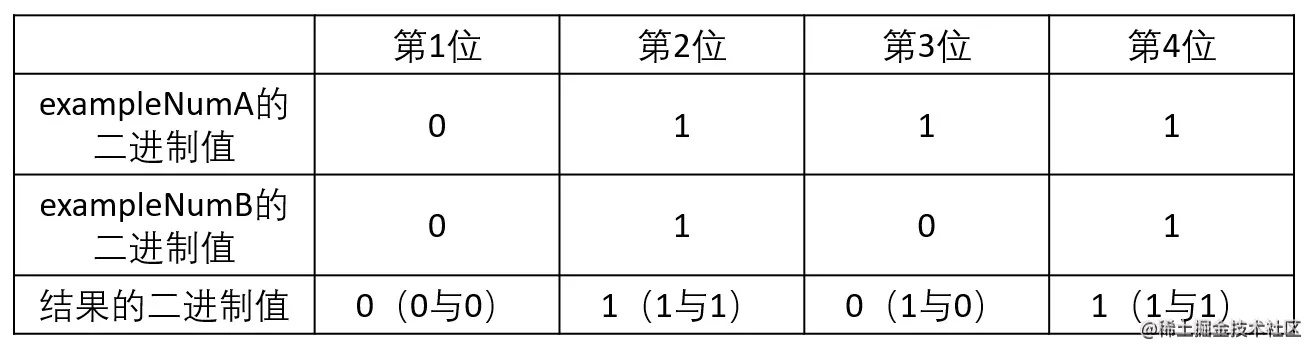 第1位 第2位 第3位 第4位
exampleNumA的
二进制值 0 1 1 1
exampleNumB的
二进制值 0 1 0 1
结果的二进制值 0（0与0） 1（1与1） 0（1与0） 1（1与1）
@稀土掘金技术社区